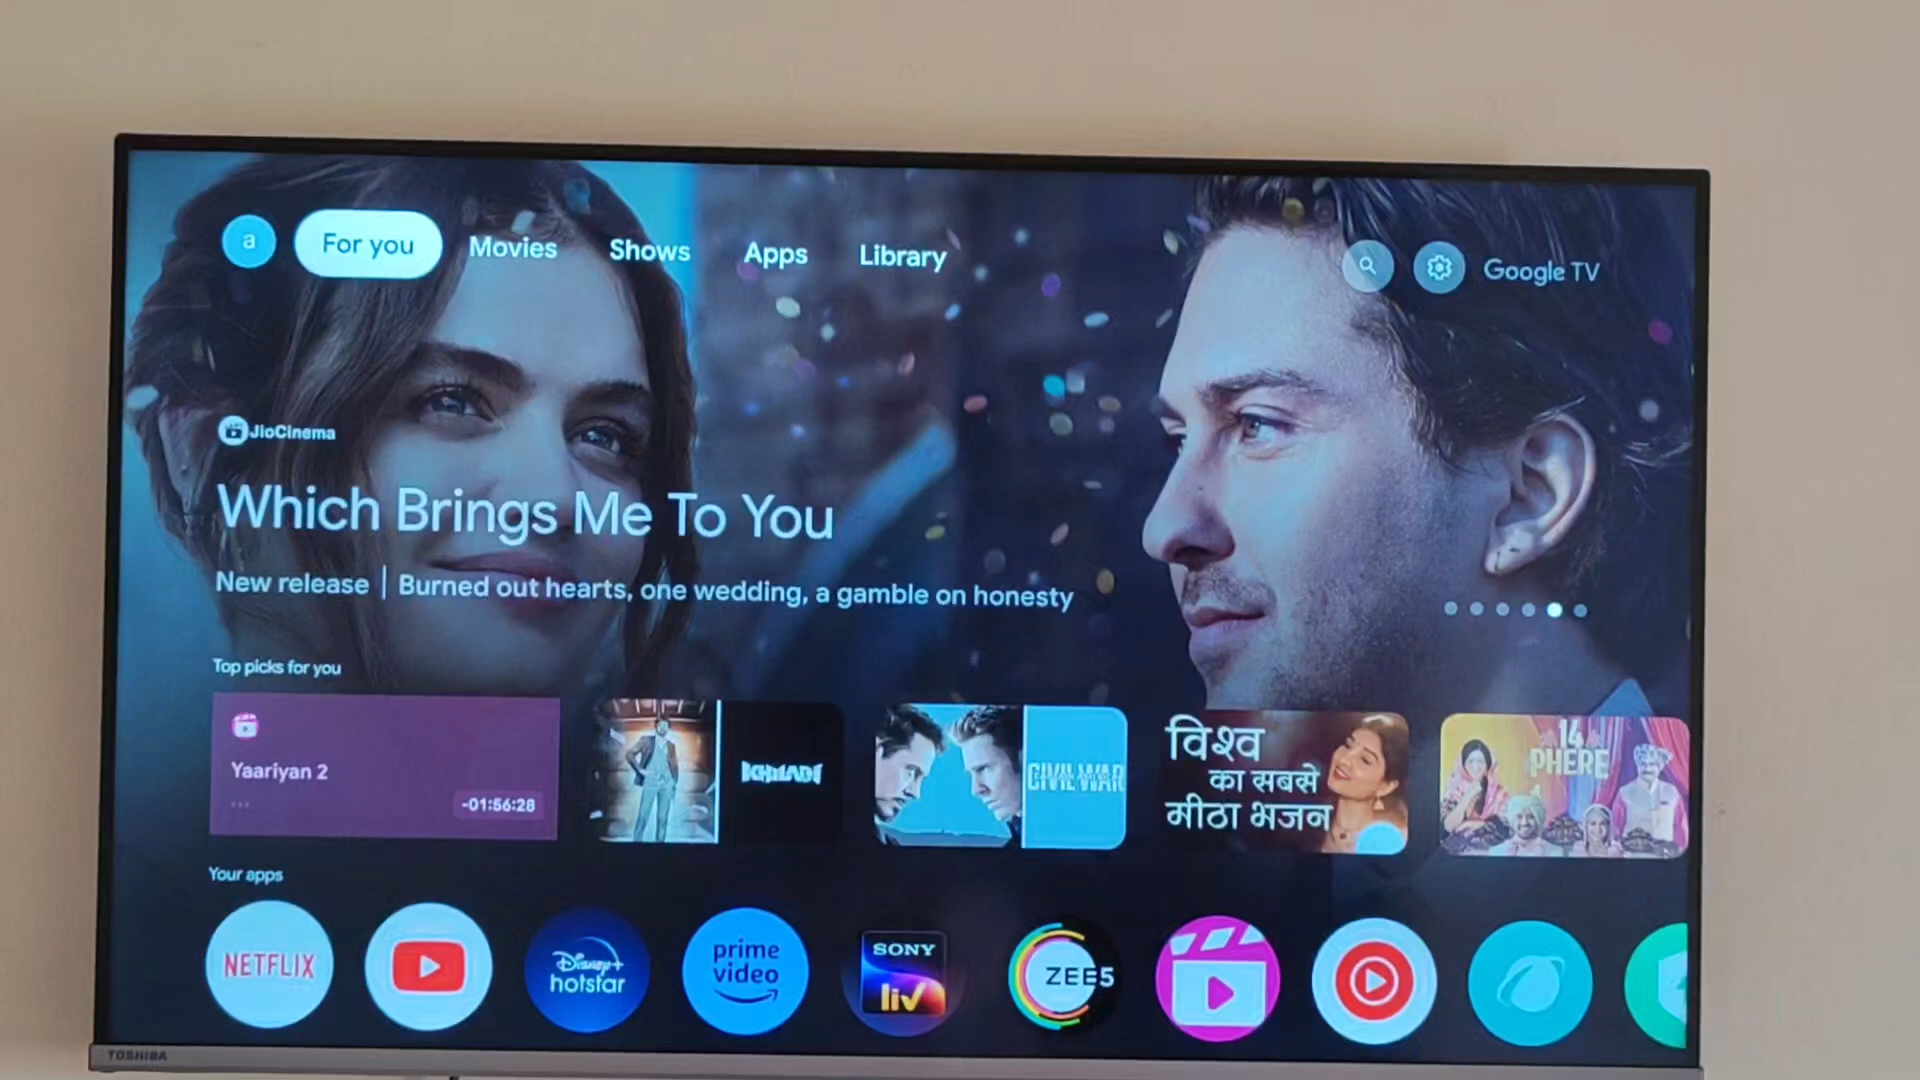 a
For you
Movies
Shows
Apps
Library
Google TV
JioCinema
Which Brings Me To You
New release | Burned out hearts, one wedding, a gamble on honesty
Top picks for you
Yaariyan 2
-01:56:28
KHILADI
CAPTAIN AMERICA
CIVIL WAR
विश्व
का सबसे
मीठा भजन
14
PHERE
Your apps
NETFLIX
Disney+
hotstar
prime
video
SONY
liv
ZEE5
TOSHIBA